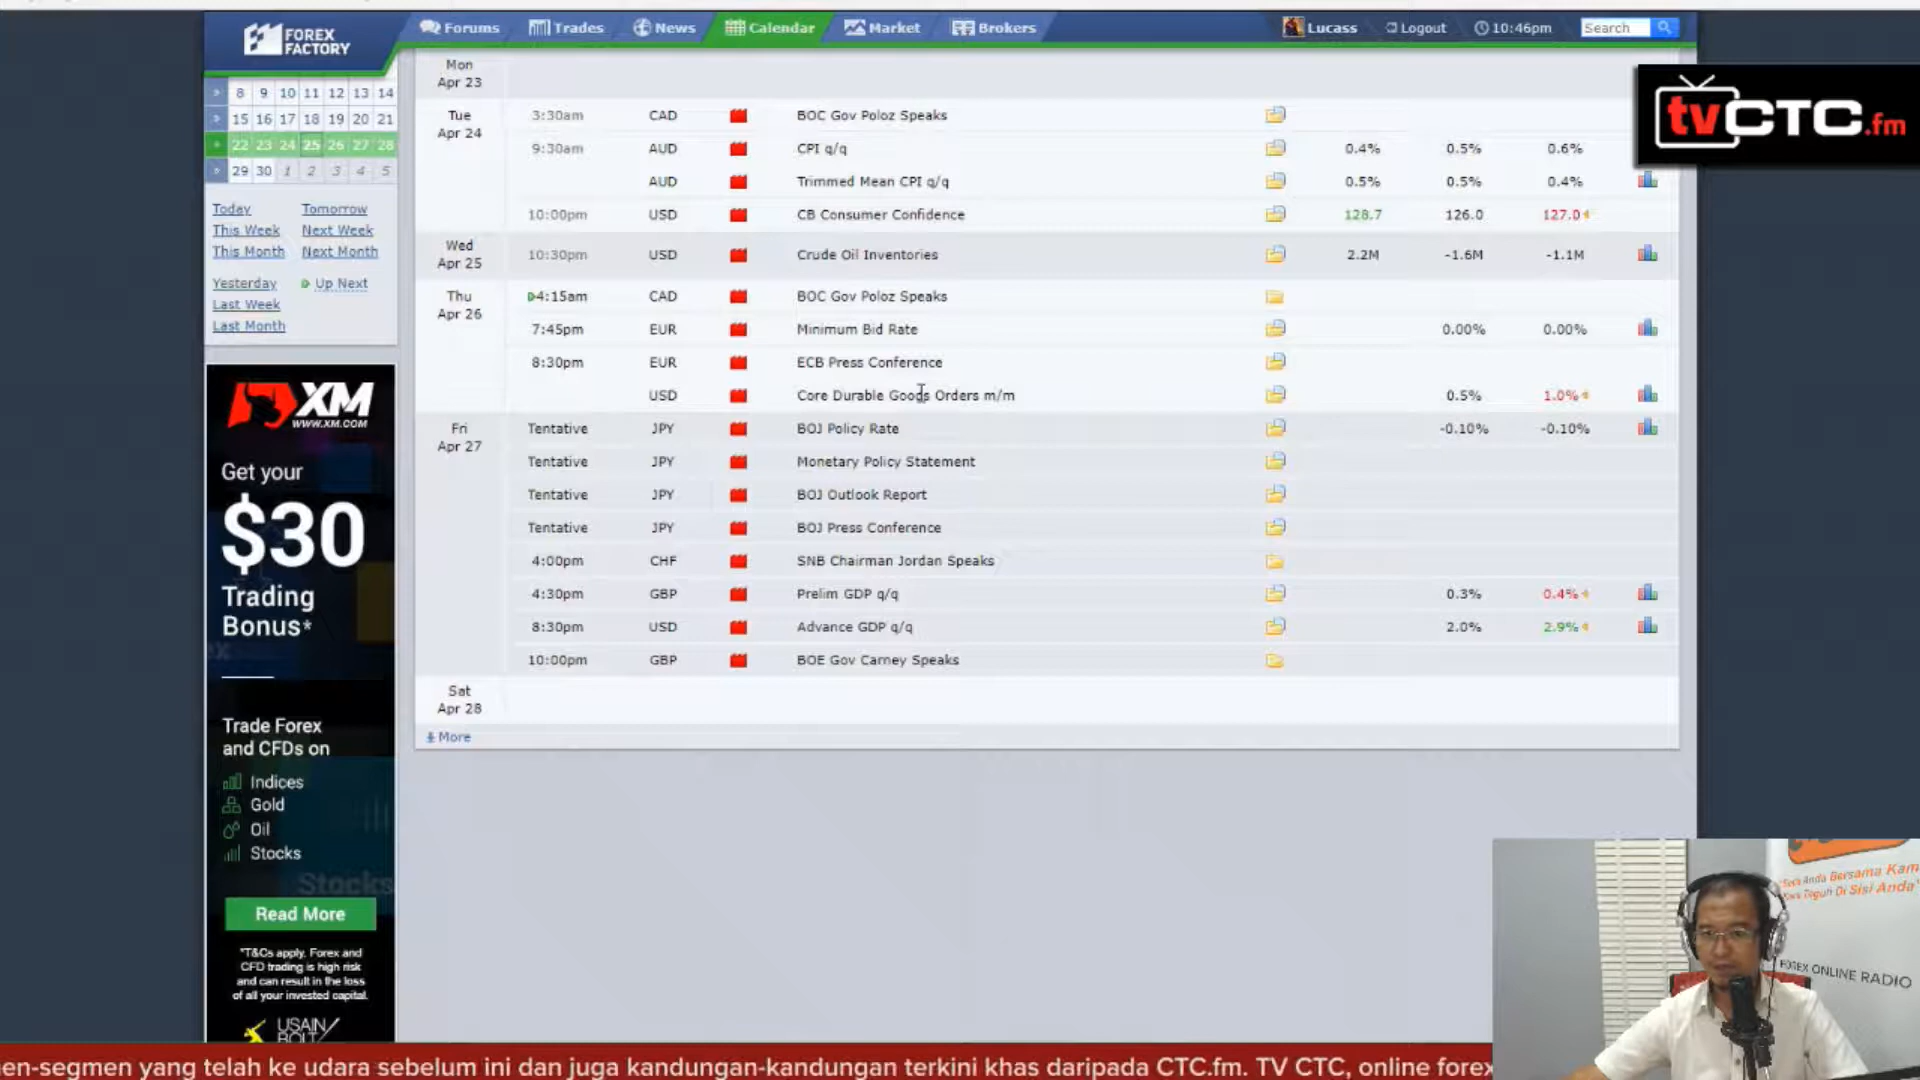 FOREX FACTORY
Forums Trades News Calendar Market Brokers Lucass Logout 10:46pm Search
tvCTC.fm
» 8 9 10 11 12 13 14
» 15 16 17 18 19 20 21
» 22 23 24 25 26 27 28
» 29 30 1 2 3 4 5
Today Tomorrow
This Week Next Week
This Month Next Month
Yesterday Up Next
Last Week
Last Month
XM
WWW.XM.COM
Get your
$30
Trading
Bonus*
Trade Forex
and CFDs on
Indices
Gold
Oil
Stocks
Stocks
Read More
*T&Cs apply. Forex and
CFD trading is high risk
and can result in the loss
of all your invested capital.
USAIN
BOLT
Mon
Apr 23
Tue
Apr 24
3:30am CAD BOC Gov Poloz Speaks
9:30am AUD CPI q/q 0.4% 0.5% 0.6%
AUD Trimmed Mean CPI q/q 0.5% 0.5% 0.4%
10:00pm USD CB Consumer Confidence 128.7 126.0 127.0
Wed
Apr 25
10:30pm USD Crude Oil Inventories 2.2M -1.6M -1.1M
Thu
Apr 26
4:15am CAD BOC Gov Poloz Speaks
7:45pm EUR Minimum Bid Rate 0.00% 0.00%
8:30pm EUR ECB Press Conference
USD Core Durable Goods Orders m/m 0.5% 1.0%
Fri
Apr 27
Tentative JPY BOJ Policy Rate -0.10% -0.10%
Tentative JPY Monetary Policy Statement
Tentative JPY BOJ Outlook Report
Tentative JPY BOJ Press Conference
4:00pm CHF SNB Chairman Jordan Speaks
4:30pm GBP Prelim GDP q/q 0.3% 0.4%
8:30pm USD Advance GDP q/q 2.0% 2.9%
10:00pm GBP BOE Gov Carney Speaks
Sat
Apr 28
More
Anda Bersama Kam
Teguh Di Sisi Anda"
FOREX ONLINE RADIO
en-segmen yang telah ke udara sebelum ini dan juga kandungan-kandungan terkini khas daripada CTC.fm. TV CTC, online forex